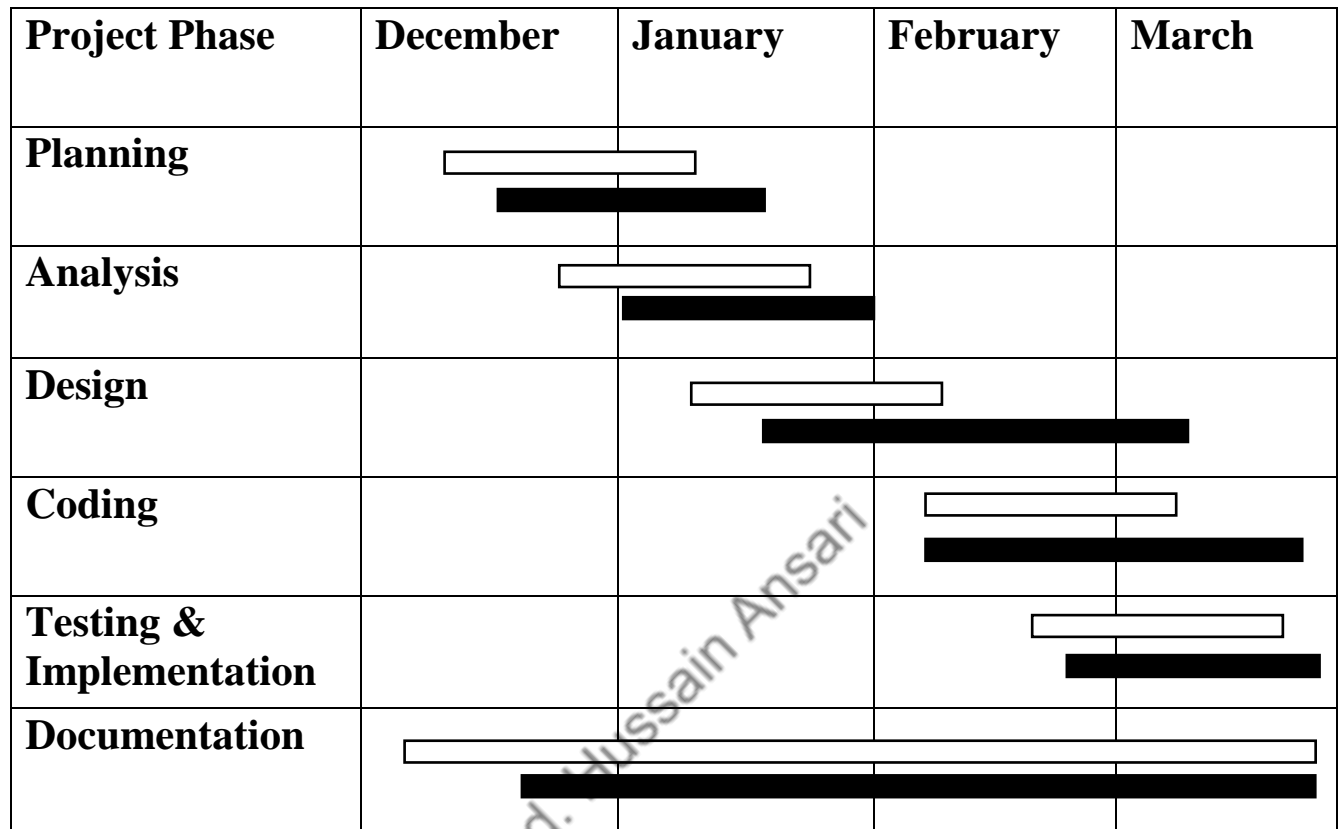 Project Phase December January February March
Planning
Analysis
Design
Coding
Testing &
Implementation
Documentation
d. Hussain Ansari